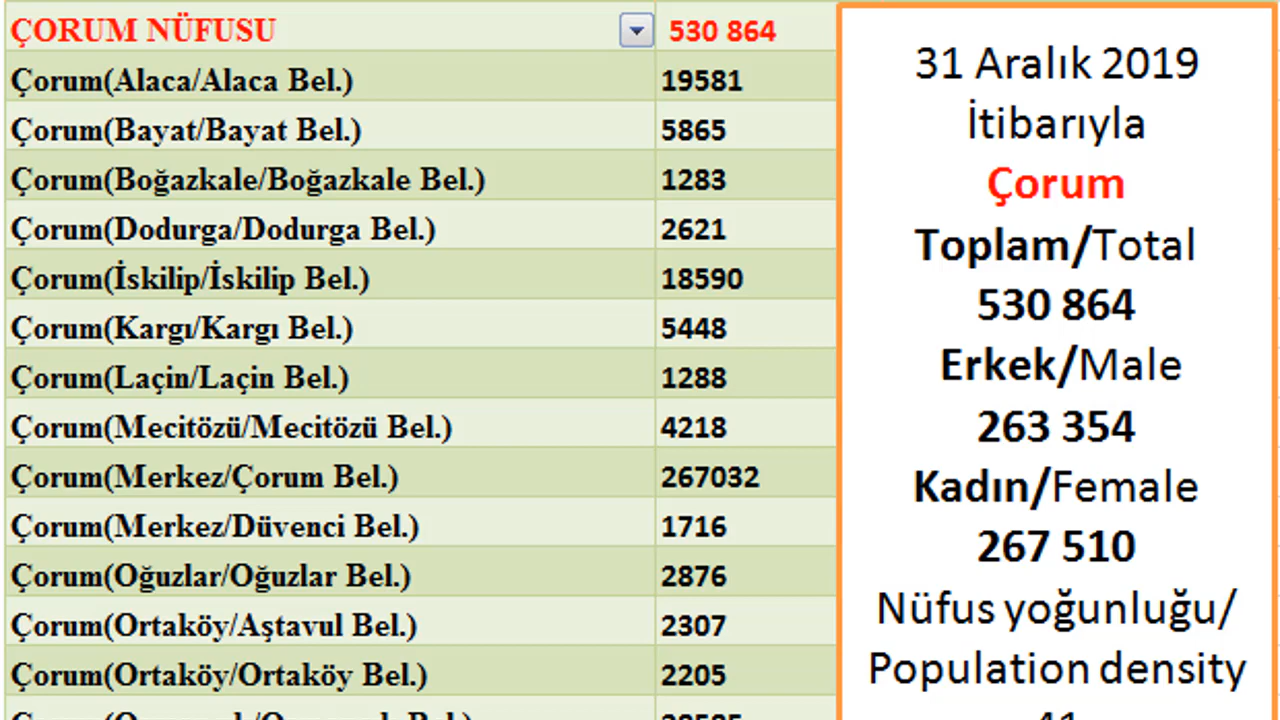 ÇORUM NÜFUSU 530 864
Çorum(Alaca/Alaca Bel.) 19581
Çorum(Bayat/Bayat Bel.) 5865
Çorum(Boğazkale/Boğazkale Bel.) 1283
Çorum(Dodurga/Dodurga Bel.) 2621
Çorum(İskilip/İskilip Bel.) 18590
Çorum(Kargı/Kargı Bel.) 5448
Çorum(Laçin/Laçin Bel.) 1288
Çorum(Mecitözü/Mecitözü Bel.) 4218
Çorum(Merkez/Çorum Bel.) 267032
Çorum(Merkez/Düvenci Bel.) 1716
Çorum(Oğuzlar/Oğuzlar Bel.) 2876
Çorum(Ortaköy/Aştavul Bel.) 2307
Çorum(Ortaköy/Ortaköy Bel.) 2205
31 Aralık 2019
İtibarıyla
Çorum
Toplam/Total
530 864
Erkek/Male
263 354
Kadın/Female
267 510
Nüfus yoğunluğu/
Population density
41